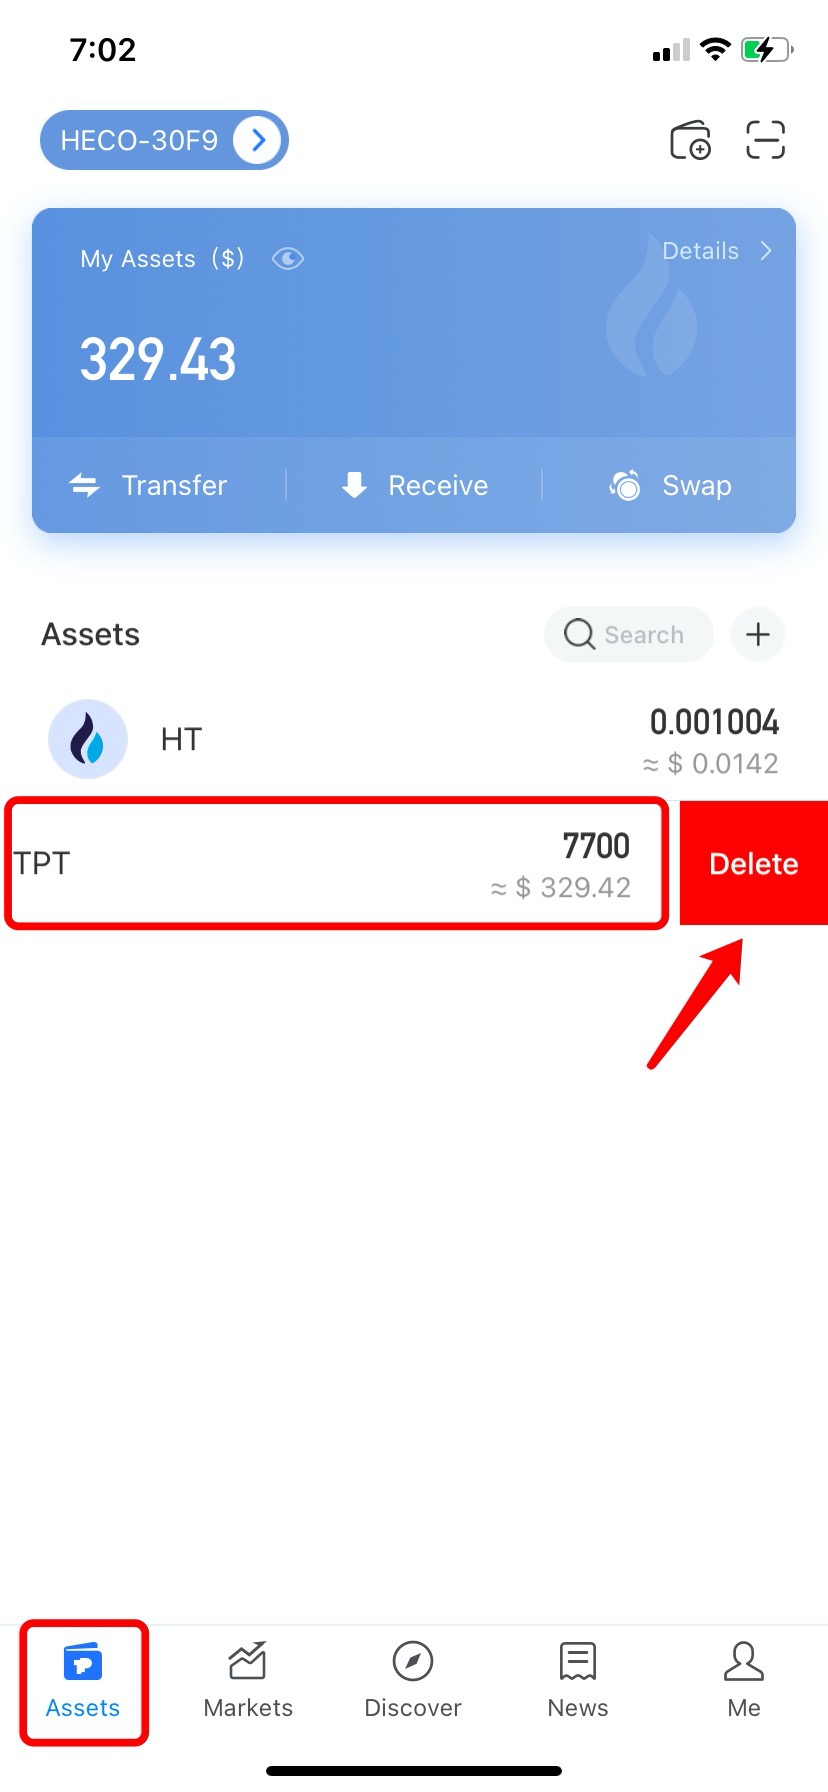 7:02
HECO-30F9
My Assets ($)
Details
329.43
Transfer
Receive
Swap
Assets
Search
HT
0.001004
≈ $ 0.0142
TPT
7700
≈ $ 329.42
Delete
Assets
Markets
Discover
News
Me